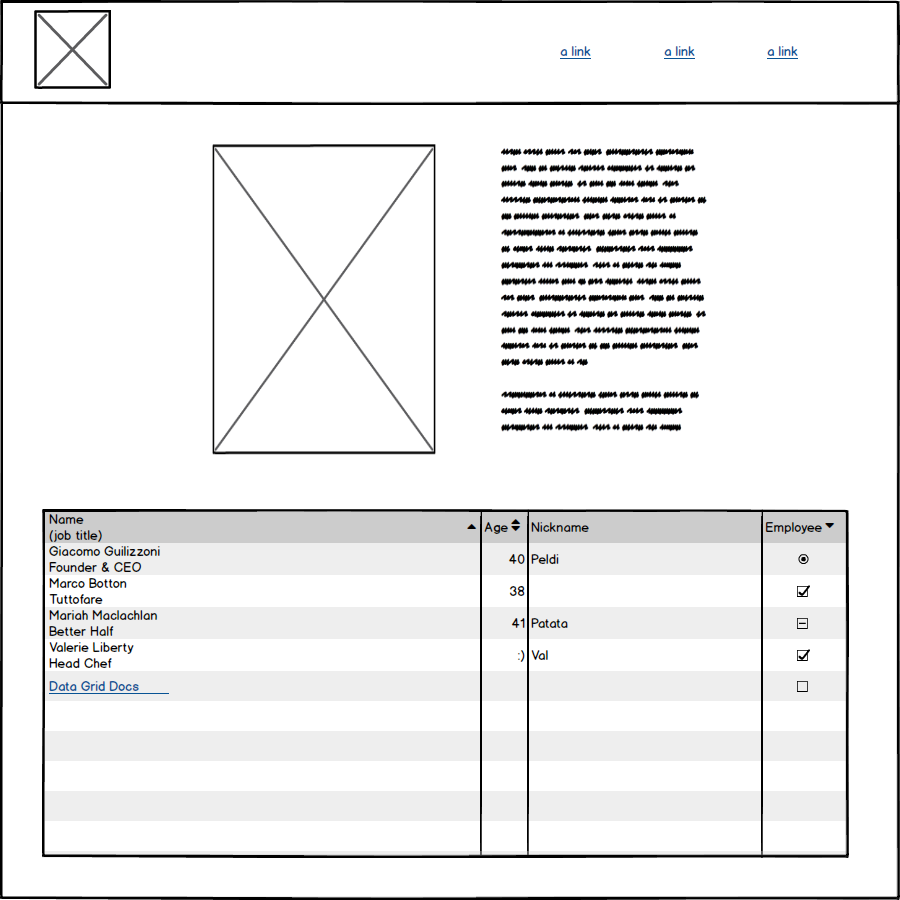 a link a link a link
Name
(job title)
Age Nickname Employee
Giacomo Guilizzoni
Founder & CEO
40 Peldi
Marco Botton
Tuttofare
38
Mariah Maclachlan
Better Half
41 Patata
Valerie Liberty
Head Chef
:) Val
Data Grid Docs